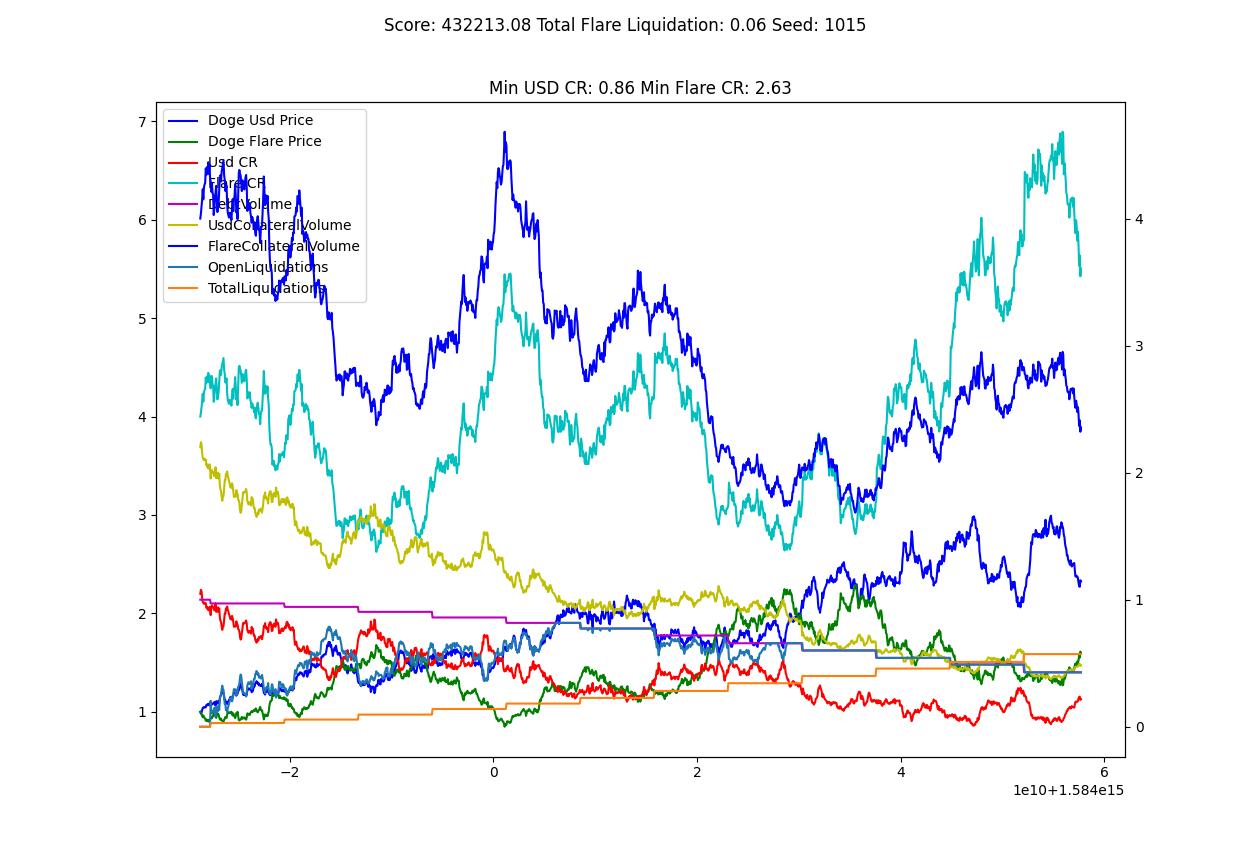 Score: 432213.08 Total Flare Liquidation: 0.06 Seed: 1015
Min USD CR: 0.86 Min Flare CR: 2.63
Doge Usd Price
Doge Flare Price
Usd CR
Flare CR
DebtVolume
UsdCollateralVolume
FlareCollateralVolume
OpenLiquidations
TotalLiquidations
7
6
5
4
3
2
1
4
3
2
1
0
−2
0
2
4
6
1e10+1.584e15